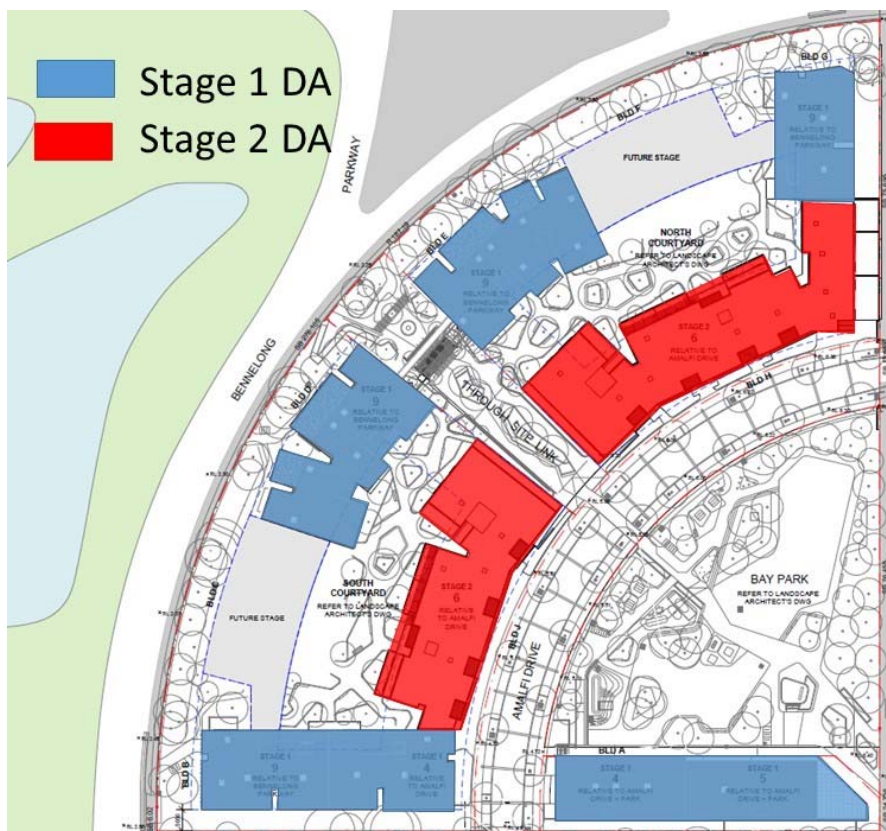 Stage 1 DA
Stage 2 DA
BENNELONG
PARKWAY
BLD G
STAGE 1
9
RELATIVE TO
BENNELONG
PARKWAY
BLD F
FUTURE STAGE
BLD E
STAGE 1
9
RELATIVE TO
BENNELONG
PARKWAY
NORTH
COURTYARD
REFER TO LANDSCAPE
ARCHITECT'S DWG
STAGE 2
6
RELATIVE TO
AMALFI DRIVE
BLD H
THROUGH SITE LINK
BLD D
STAGE 1
9
RELATIVE TO
BENNELONG
PARKWAY
BLD C
FUTURE STAGE
SOUTH
COURTYARD
REFER TO LANDSCAPE
ARCHITECT'S DWG
STAGE 2
6
RELATIVE
TO AMALFI
DRIVE
BLD J
AMALFI DRIVE
BAY PARK
REFER TO LANDSCAPE
ARCHITECT'S DWG
BLD B
STAGE 1
9
RELATIVE TO
BENNELONG
PARKWAY
STAGE 1
4
RELATIVE
TO AMALFI
DRIVE
BLD A
STAGE 1
4
RELATIVE TO AMALFI
DRIVE + PARK
STAGE 1
5
RELATIVE TO AMALFI
DRIVE + PARK